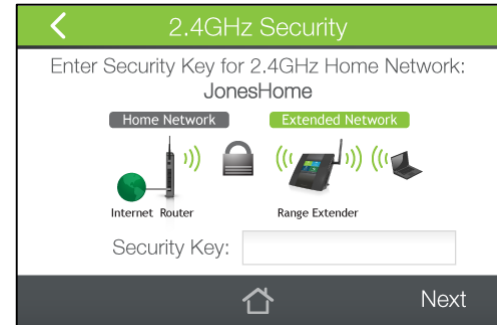 2.4GHz Security
Enter Security Key for 2.4GHz Home Network:
JonesHome
Home Network Extended Network
Internet Router Range Extender
Security Key:
Next